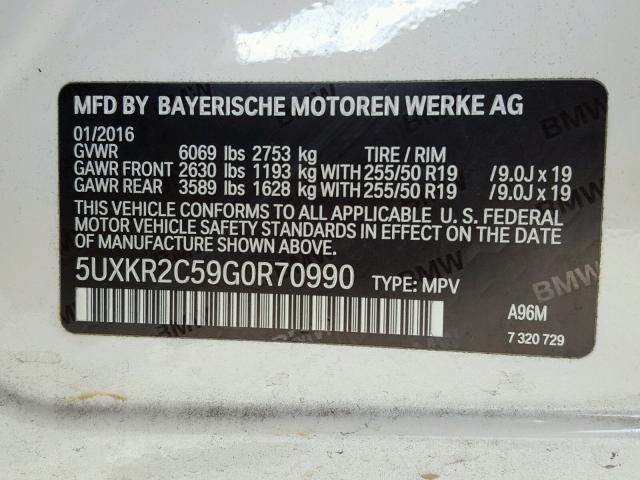 MFD BY BAYERISCHE MOTOREN WERKE AG
01/2016
GVWR 6069 lbs 2753 kg TIRE / RIM
GAWR FRONT 2630 lbs 1193 kg WITH 255/50 R19 /9.0J x 19
GAWR REAR 3589 lbs 1628 kg WITH 255/50 R19 /9.0J x 19
THIS VEHICLE CONFORMS TO ALL APPLICABLE U. S. FEDERAL
MOTOR VEHICLE SAFETY STANDARDS IN EFFECT ON THE
DATE OF MANUFACTURE SHOWN ABOVE.
5UXKR2C59G0R70990 TYPE: MPV
A96M
7 320 729